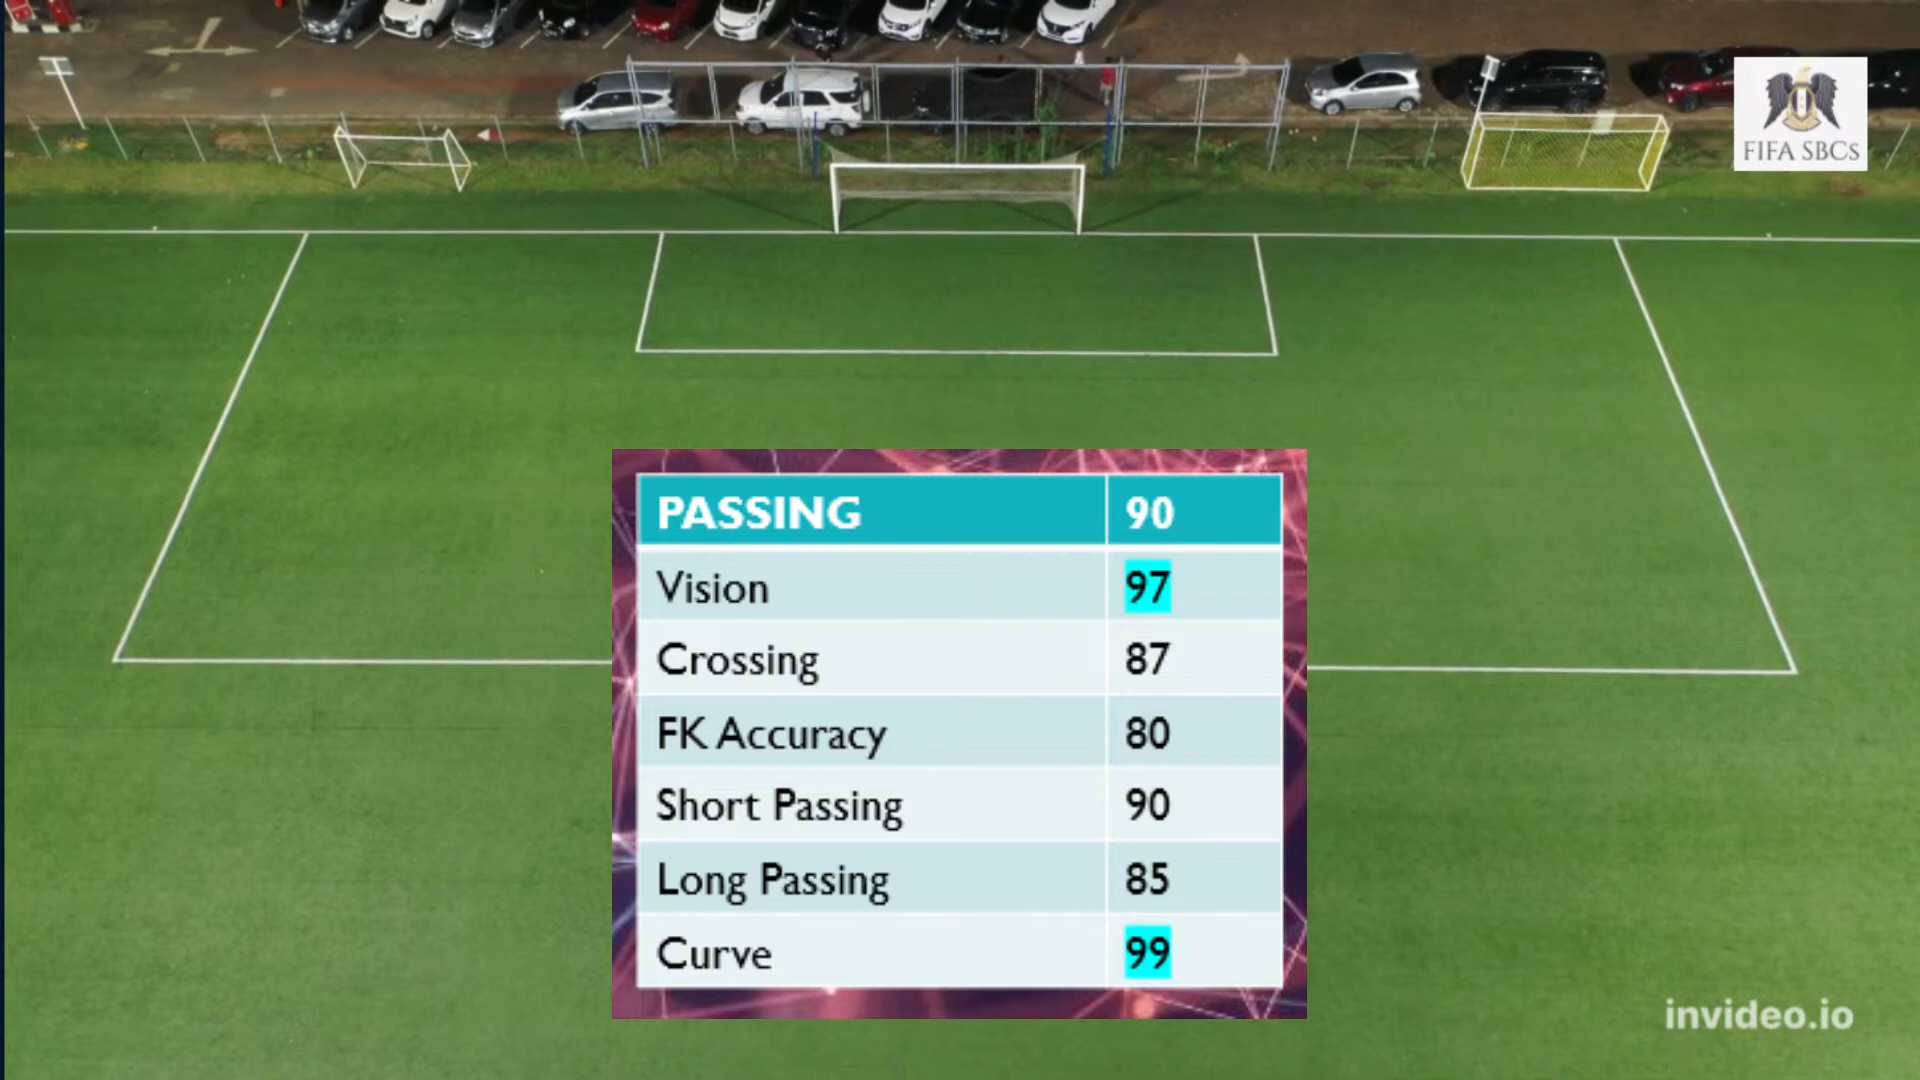 FIFA SBCs
PASSING 90
Vision 97
Crossing 87
FK Accuracy 80
Short Passing 90
Long Passing 85
Curve 99
invideo.io